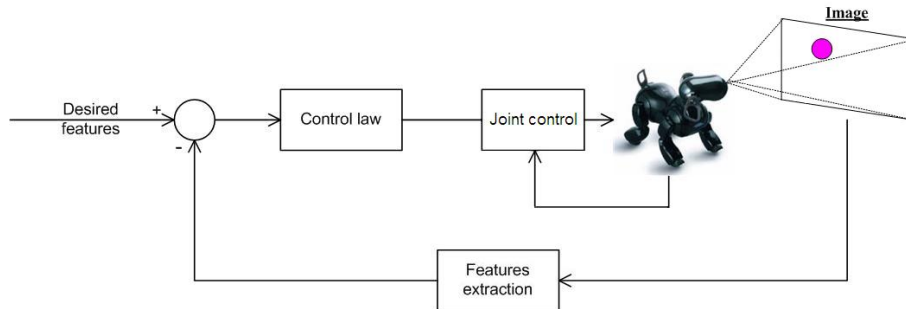 Image
Desired
features
+
-
Control law
Joint control
Features
extraction